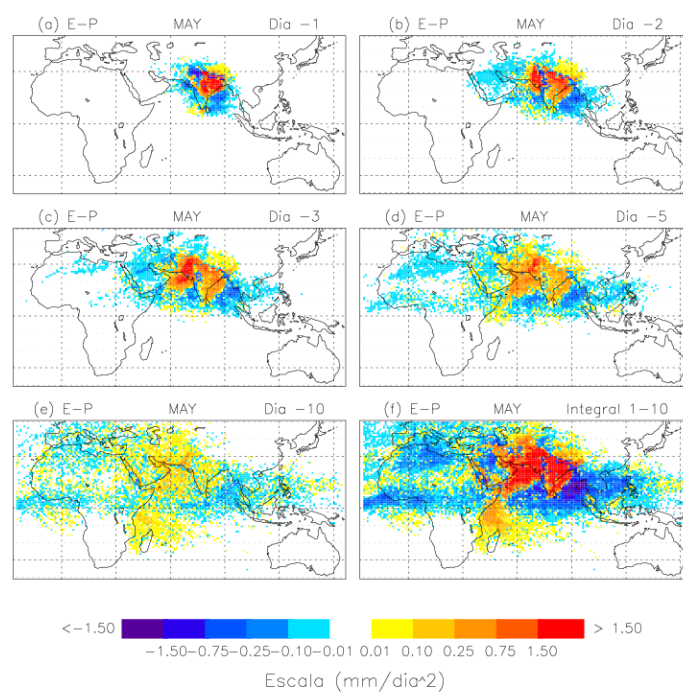 (a) E-P MAY Dia -1
(b) E-P MAY Dia -2
(c) E-P MAY Dia -3
(d) E-P MAY Dia -5
(e) E-P MAY Dia -10
(f) E-P MAY Integral 1-10
<-1.50 > 1.50
-1.50-0.75-0.25-0.10-0.01 0.01 0.10 0.25 0.75 1.50
Escala (mm/dia^2)